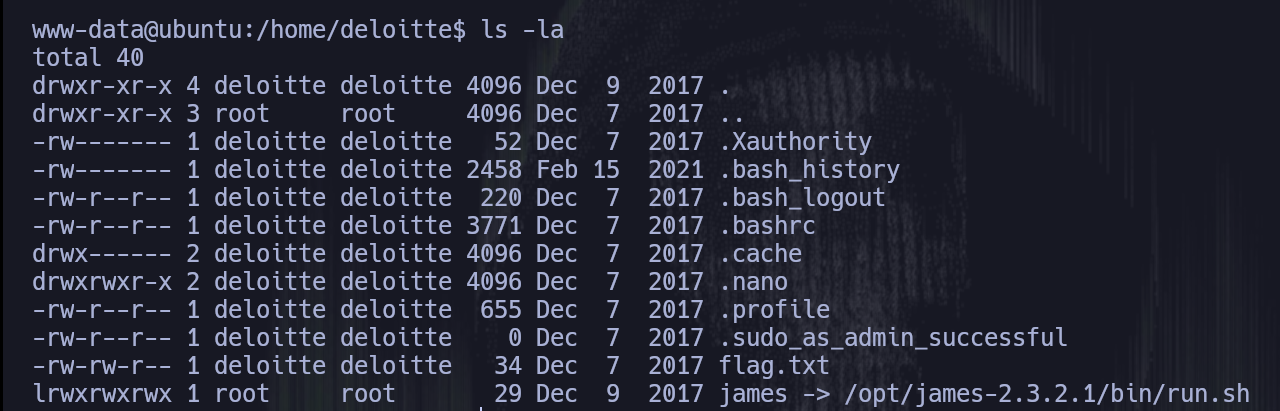 www-data@ubuntu:/home/deloitte$ ls -la
total 40
drwxr-xr-x 4 deloitte deloitte 4096 Dec  9  2017 .
drwxr-xr-x 3 root     root     4096 Dec  7  2017 ..
-rw------- 1 deloitte deloitte   52 Dec  7  2017 .Xauthority
-rw------- 1 deloitte deloitte 2458 Feb 15  2021 .bash_history
-rw-r--r-- 1 deloitte deloitte  220 Dec  7  2017 .bash_logout
-rw-r--r-- 1 deloitte deloitte 3771 Dec  7  2017 .bashrc
drwx------ 2 deloitte deloitte 4096 Dec  7  2017 .cache
drwxrwxr-x 2 deloitte deloitte 4096 Dec  7  2017 .nano
-rw-r--r-- 1 deloitte deloitte  655 Dec  7  2017 .profile
-rw-r--r-- 1 deloitte deloitte    0 Dec  7  2017 .sudo_as_admin_successful
-rw-rw-r-- 1 deloitte deloitte   34 Dec  7  2017 flag.txt
lrwxrwxrwx 1 root     root       29 Dec  9  2017 james -> /opt/james-2.3.2.1/bin/run.sh